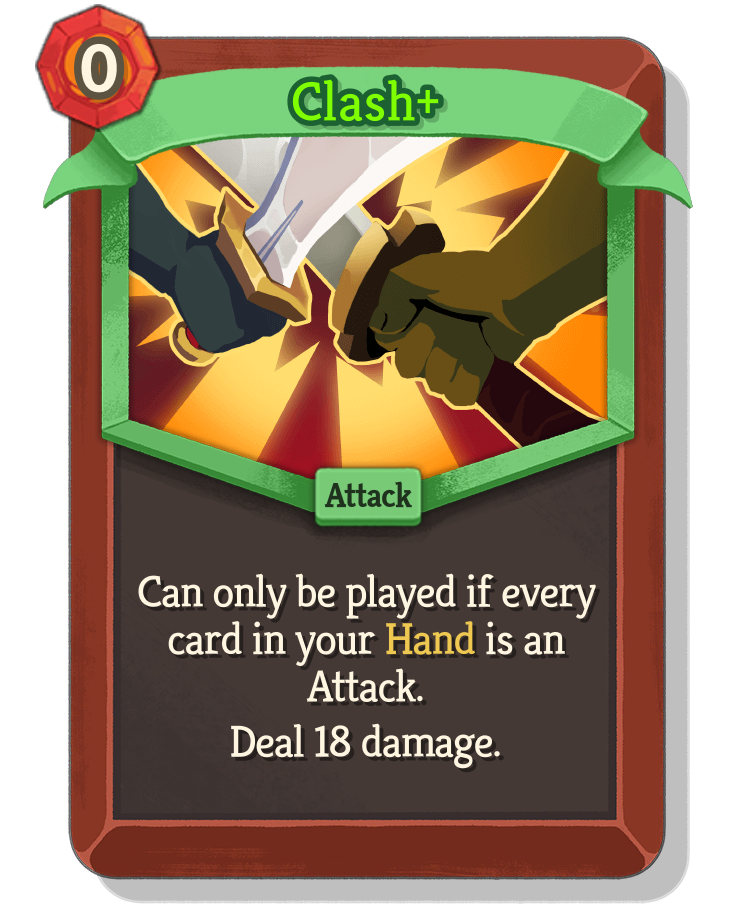 0
Clash+
Attack
Can only be played if every
card in your Hand is an
Attack.
Deal 18 damage.